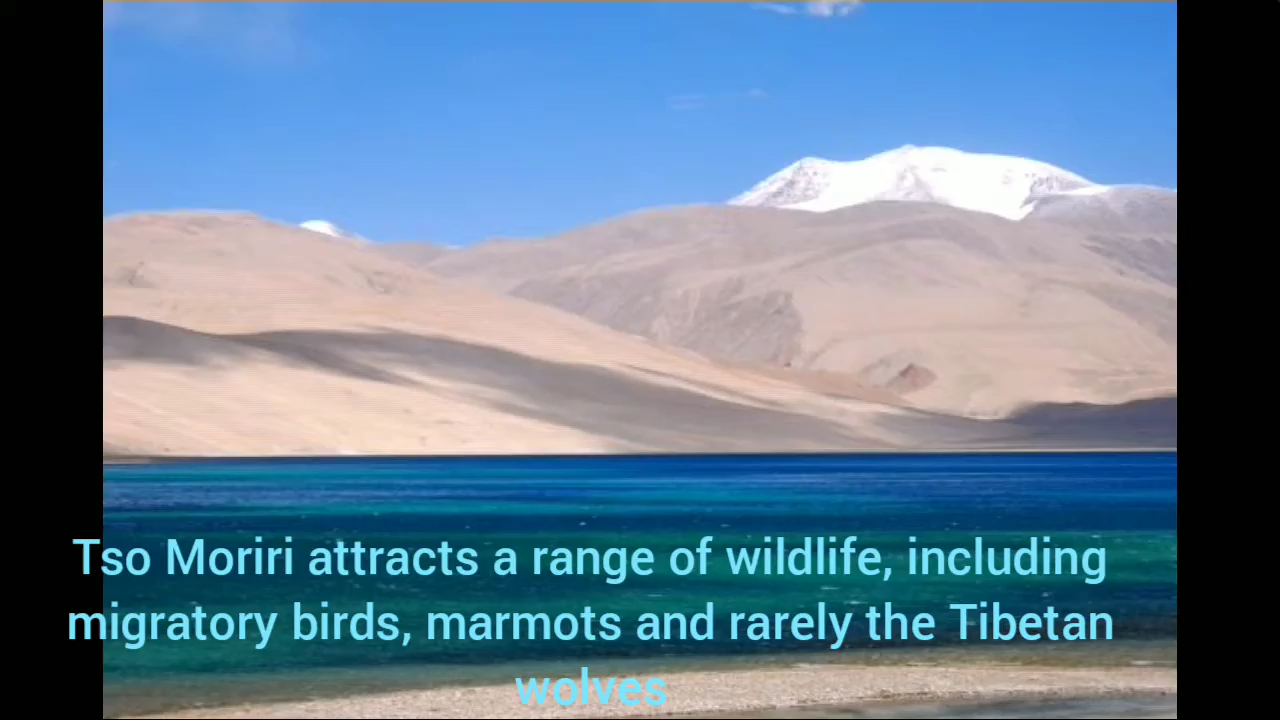 Tso Moriri attracts a range of wildlife, including
migratory birds, marmots and rarely the Tibetan
wolves